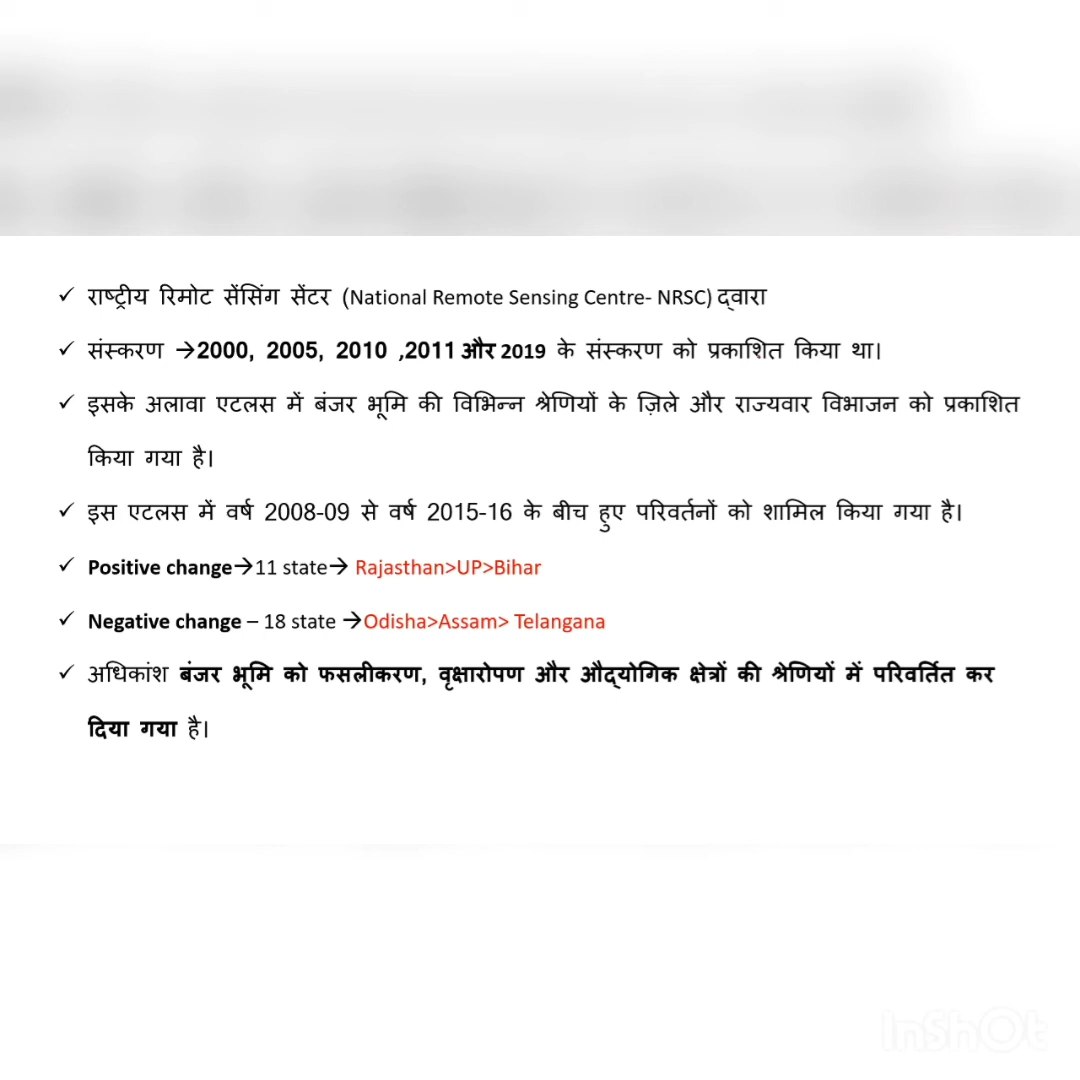 ✓ राष्ट्रीय रिमोट सेंसिंग सेंटर (National Remote Sensing Centre- NRSC) द्वारा
✓ संस्करण →2000, 2005, 2010 ,2011 और 2019 के संस्करण को प्रकाशित किया था।
✓ इसके अलावा एटलस में बंजर भूमि की विभिन्न श्रेणियों के ज़िले और राज्यवार विभाजन को प्रकाशित
किया गया है।
✓ इस एटलस में वर्ष 2008-09 से वर्ष 2015-16 के बीच हुए परिवर्तनों को शामिल किया गया है।
✓ Positive change→11 state→ Rajasthan>UP>Bihar
✓ Negative change – 18 state →Odisha>Assam> Telangana
✓ अधिकांश बंजर भूमि को फसलीकरण, वृक्षारोपण और औद्योगिक क्षेत्रों की श्रेणियों में परिवर्तित कर
दिया गया है।
InShOt